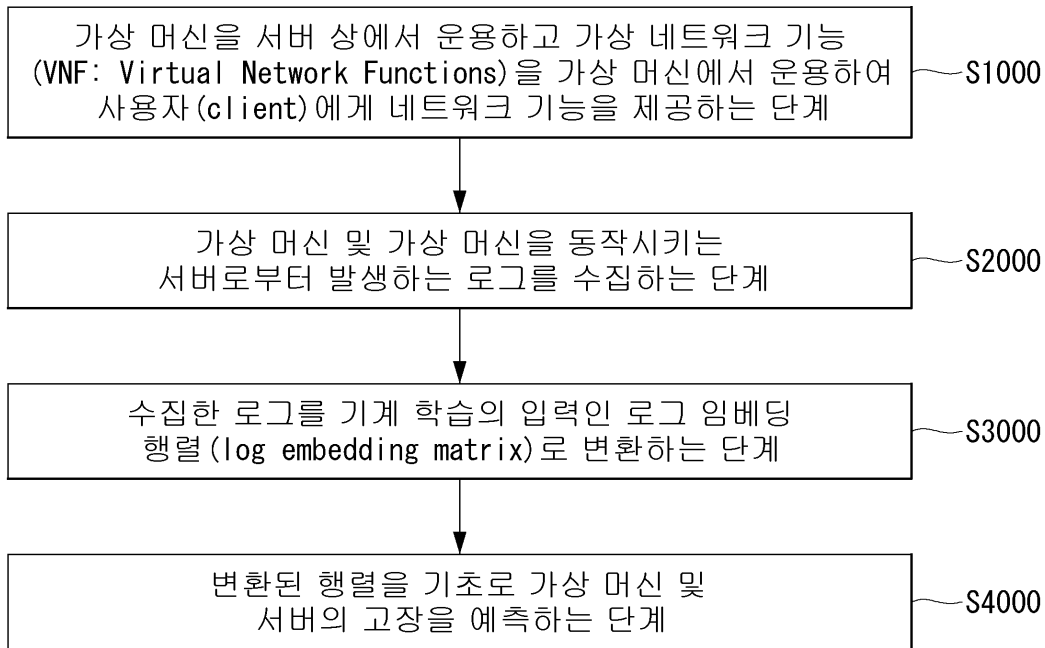 가상 머신을 서버 상에서 운용하고 가상 네트워크 기능
(VNF: Virtual Network Functions)을 가상 머신에서 운용하여
사용자(client)에게 네트워크 기능을 제공하는 단계
S1000
가상 머신 및 가상 머신을 동작시키는
서버로부터 발생하는 로그를 수집하는 단계
S2000
수집한 로그를 기계 학습의 입력인 로그 임베딩
행렬(log embedding matrix)로 변환하는 단계
S3000
변환된 행렬을 기초로 가상 머신 및
서버의 고장을 예측하는 단계
S4000